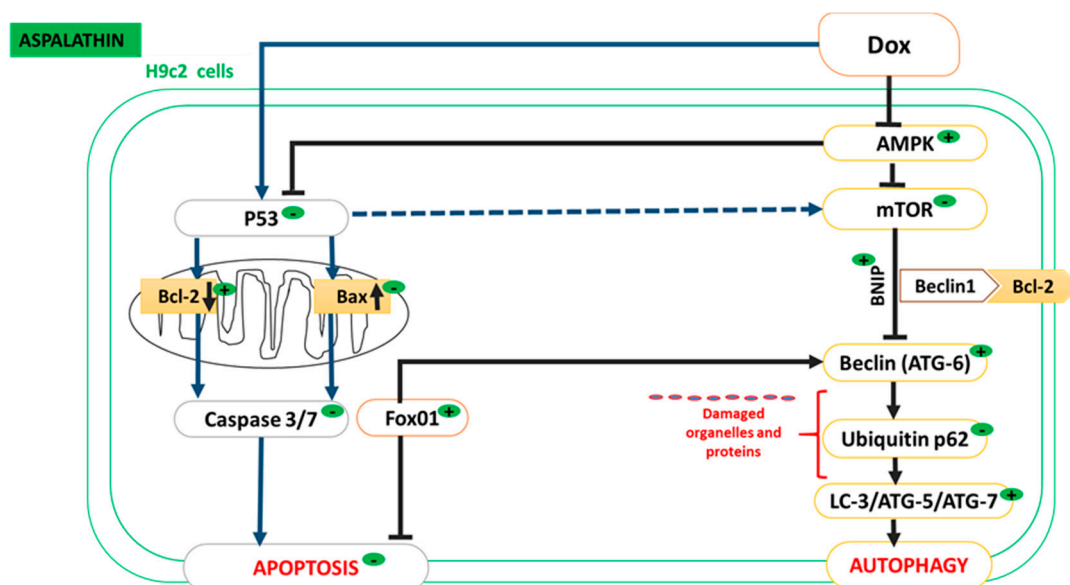 ASPALATHIN
H9c2 cells
Dox
AMPK +
P53 -
mTOR -
Bcl-2 +
Bax -
BNIP +
Beclin1
Bcl-2
Beclin (ATG-6) +
Caspase 3/7 -
Fox01 +
Damaged
organelles and
proteins
Ubiquitin p62 -
LC-3/ATG-5/ATG-7 +
APOPTOSIS -
AUTOPHAGY